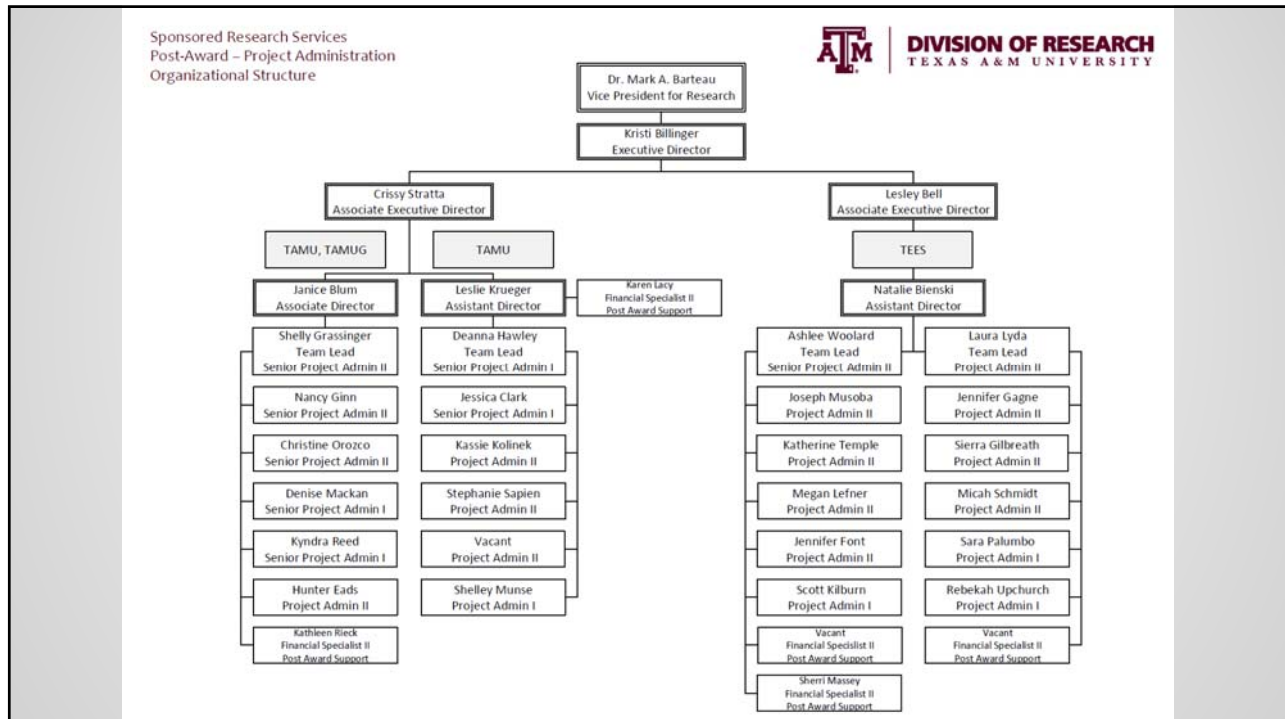 Sponsored Research Services
Post-Award – Project Administration
Organizational Structure
ATM
DIVISION OF RESEARCH
TEXAS A&M UNIVERSITY
Dr. Mark A. Barteau
Vice President for Research
Kristi Billinger
Executive Director
Crissy Stratta
Associate Executive Director
Lesley Bell
Associate Executive Director
TAMU, TAMUG
TAMU
TEES
Janice Blum
Associate Director
Leslie Krueger
Assistant Director
Karen Lacy
Financial Specialist II
Post Award Support
Natalie Bienski
Assistant Director
Shelly Grassinger
Team Lead
Senior Project Admin II
Nancy Ginn
Senior Project Admin II
Christine Orozco
Senior Project Admin II
Denise Mackan
Senior Project Admin I
Kyndra Reed
Senior Project Admin I
Hunter Eads
Project Admin II
Kathleen Rieck
Financial Specialist II
Post Award Support
Deanna Hawley
Team Lead
Senior Project Admin I
Jessica Clark
Senior Project Admin I
Kassie Kolinek
Project Admin II
Stephanie Sapien
Project Admin II
Vacant
Project Admin II
Shelley Munse
Project Admin I
Ashlee Woolard
Team Lead
Senior Project Admin II
Joseph Musoba
Project Admin II
Katherine Temple
Project Admin II
Megan Lefner
Project Admin II
Jennifer Font
Project Admin II
Scott Kilburn
Project Admin I
Vacant
Financial Specislist II
Post Award Support
Sherri Massey
Financial Specialist II
Post Award Support
Laura Lyda
Team Lead
Project Admin II
Jennifer Gagne
Project Admin II
Sierra Gilbreath
Project Admin II
Micah Schmidt
Project Admin II
Sara Palumbo
Project Admin I
Rebekah Upchurch
Project Admin I
Vacant
Financial Specialist II
Post Award Support